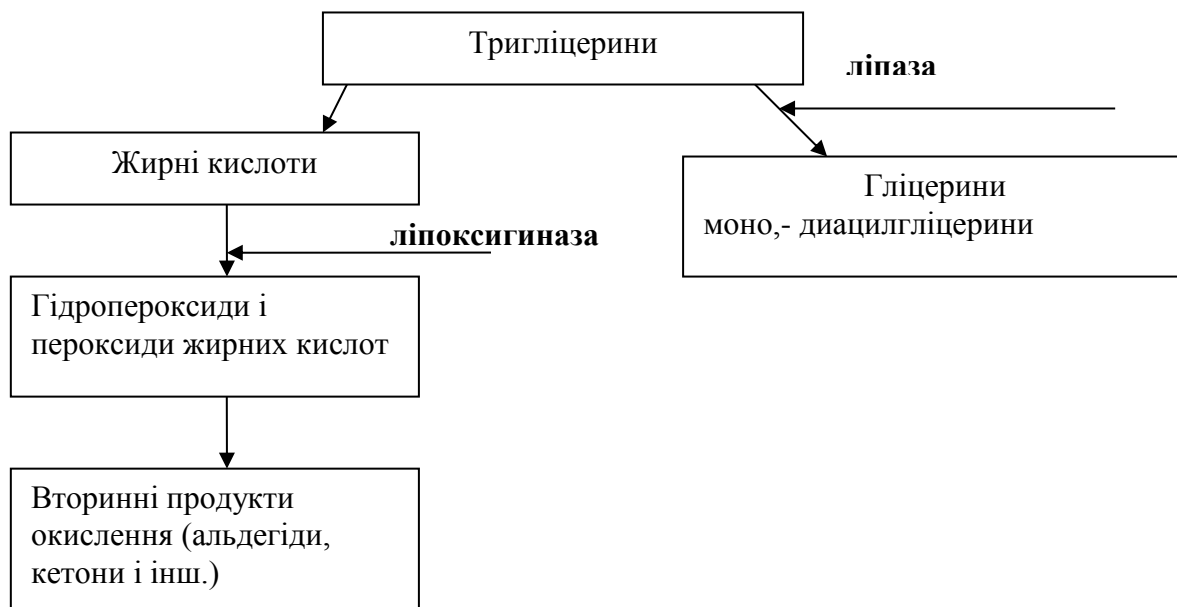 Тригліцерини
ліпаза
Жирні кислоти
Гліцерини
моно,- диацилгліцерини
ліпоксигиназа
Гідропероксиди і
пероксиди жирних кислот
Вторинні продукти
окислення (альдегіди,
кетони і інш.)